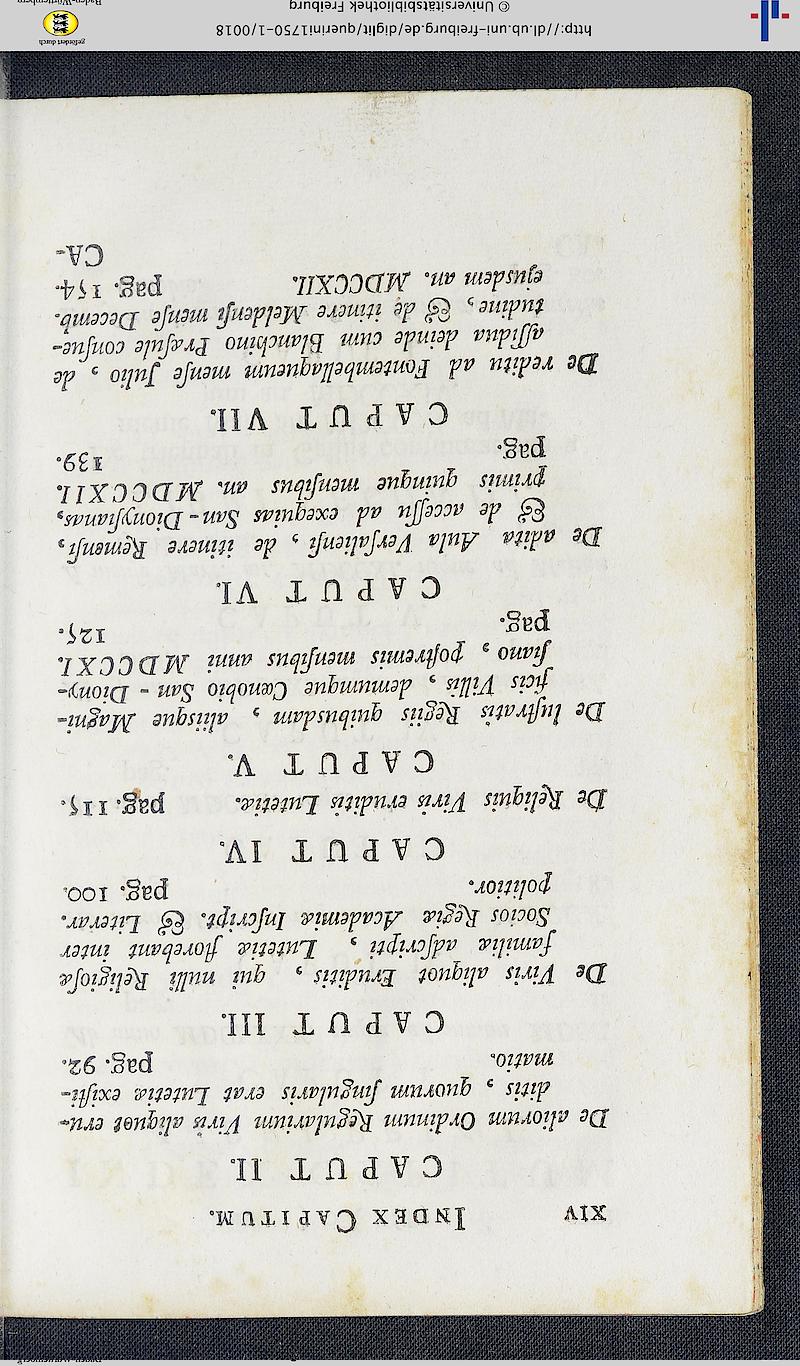 XIV INDEX CAPITUM.
CAPUT II.
De aliorum Ordinum Regularium Viris aliquot eru-
ditis, quorum singularis erat Lutetiæ existi-
matio. pag. 92.
CAPUT III.
De Viris aliquot Eruditis, qui nulli Religiosæ
familiæ adscripti, Lutetiæ florebant inter
Socios Regiæ Academiæ Inscript. & Literar.
politior. pag. 100.
CAPUT IV.
De Reliquis Viris eruditis Lutetiæ. pag. 115.
CAPUT V.
De lustratis Regiis quibusdam, aliisque Magni-
ficis Villis, demumque Cœnobio San-Diony-
siano, postremis mensibus anni MDCCXI.
pag. 125.
CAPUT VI.
De adita Aula Versaliensi, de itinere Remensi,
& de accessu ad exequias San-Dionysianas,
primis quinque mensibus an. MDCCXII.
pag. 139.
CAPUT VII.
De reditu ad Fontembellaqueum mense Julio, de
assidua deinde cum Blanchino Præsule consue-
tudine, & de itinere Meldensi mense Decemb.
ejusdem an. MDCCXII. pag. 154.
CA-
http://dl.ub.uni-freiburg.de/diglit/querini1750-1/0018
© Universitätsbibliothek Freiburg
gefördert durch
Baden-Württemberg